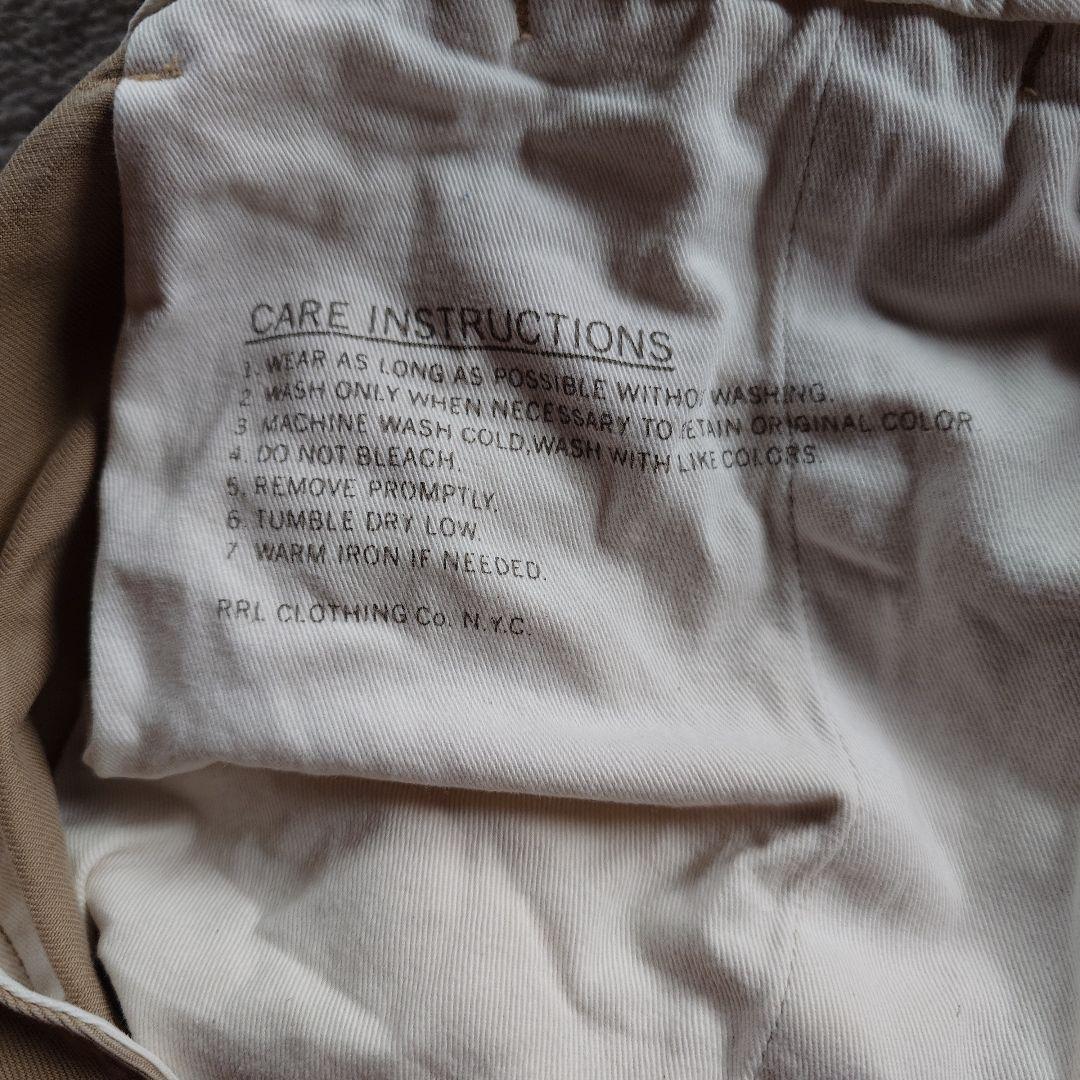 CARE INSTRUCTIONS
1. WEAR AS LONG AS POSSIBLE WITHO WASHING.
2 WASH ONLY WHEN NECESSARY TO ETAIN ORIGINAL COLOR
3 MACHINE WASH COLD, WASH WITH LIKE COLORS.
4. DO NOT BLEACH.
5. REMOVE PROMPTLY.
6. TUMBLE DRY LOW
7 WARM IRON IF NEEDED.
RRL CLOTHING Co. N.Y.C.